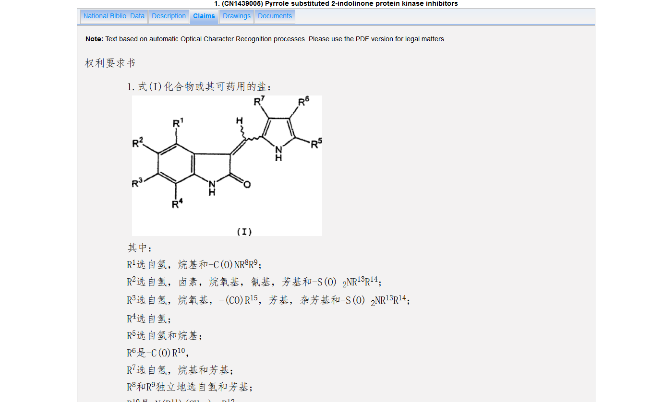 1. (CN1439006) Pyrrole substituted 2-indolinone protein kinase inhibitors
National Biblio. Data Description Claims Drawings Documents
Note: Text based on automatic Optical Character Recognition processes. Please use the PDF version for legal matters
权利要求书
1.式(I)化合物或其可药用的盐:
R⁷ R⁶
R¹ H
R² R⁵
N
H
R³ N O
H
R⁴
(I)
其中:
R¹选自氢, 烷基和-C(O)NR⁸R⁹;
R²选自氢, 卤素, 烷氧基, 氨基, 芳基和-S(O) ₂NR¹³R¹⁴;
R³选自氢, 烷氧基, -(CO)R¹⁵, 芳基, 杂芳基和 S(O) ₂NR¹³R¹⁴;
R⁴选自氢;
R⁵选自氢和烷基;
R⁶是-C(O)R¹⁰,
R⁷选自氢, 烷基和芳基;
R⁸和R⁹独立地选自氢和芳基;